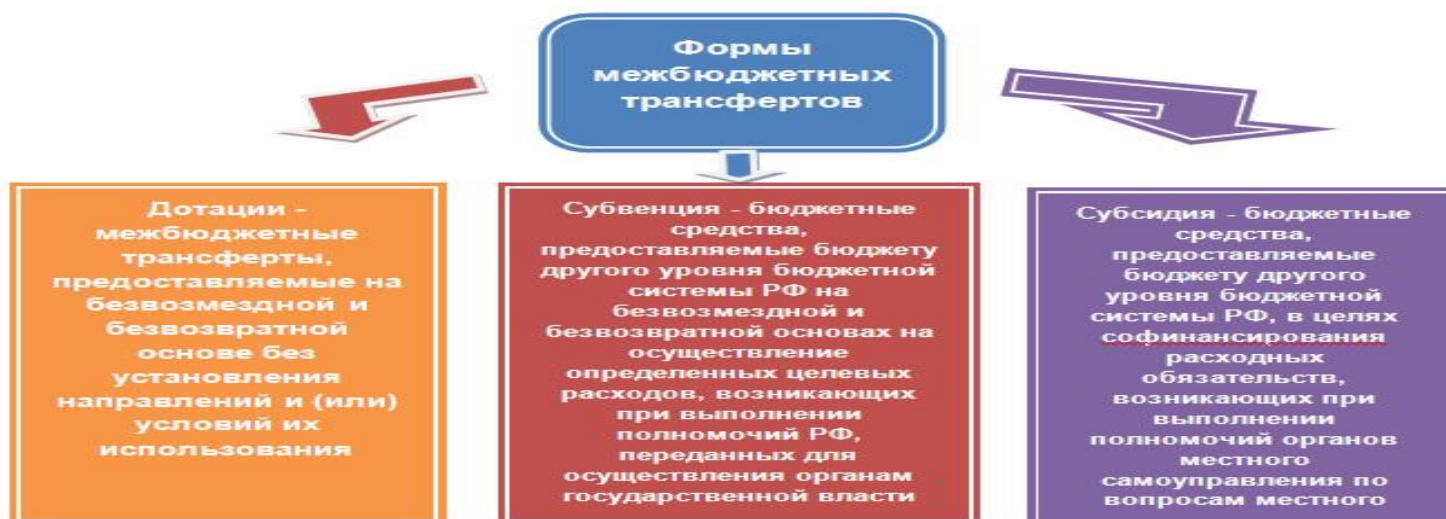 Формы
межбюджетных
трансфертов
Дотации –
межбюджетные
трансферты,
предоставляемые на
безвозмездной и
безвозвратной
основе без
установления
направлений и (или)
условий их
использования
Субвенция - бюджетные
средства,
предоставляемые бюджету
другого уровня бюджетной
системы РФ на
безвозмездной и
безвозвратной основах на
осуществление
определенных целевых
расходов, возникающих
при выполнении
полномочий РФ,
переданных для
осуществления органам
государственной власти
Субсидия - бюджетные
средства,
предоставляемые
бюджету другого
уровня бюджетной
системы РФ, в целях
софинансирования
расходных
обязательств,
возникающих при
выполнении
полномочий органов
местного
самоуправления по
вопросам местного